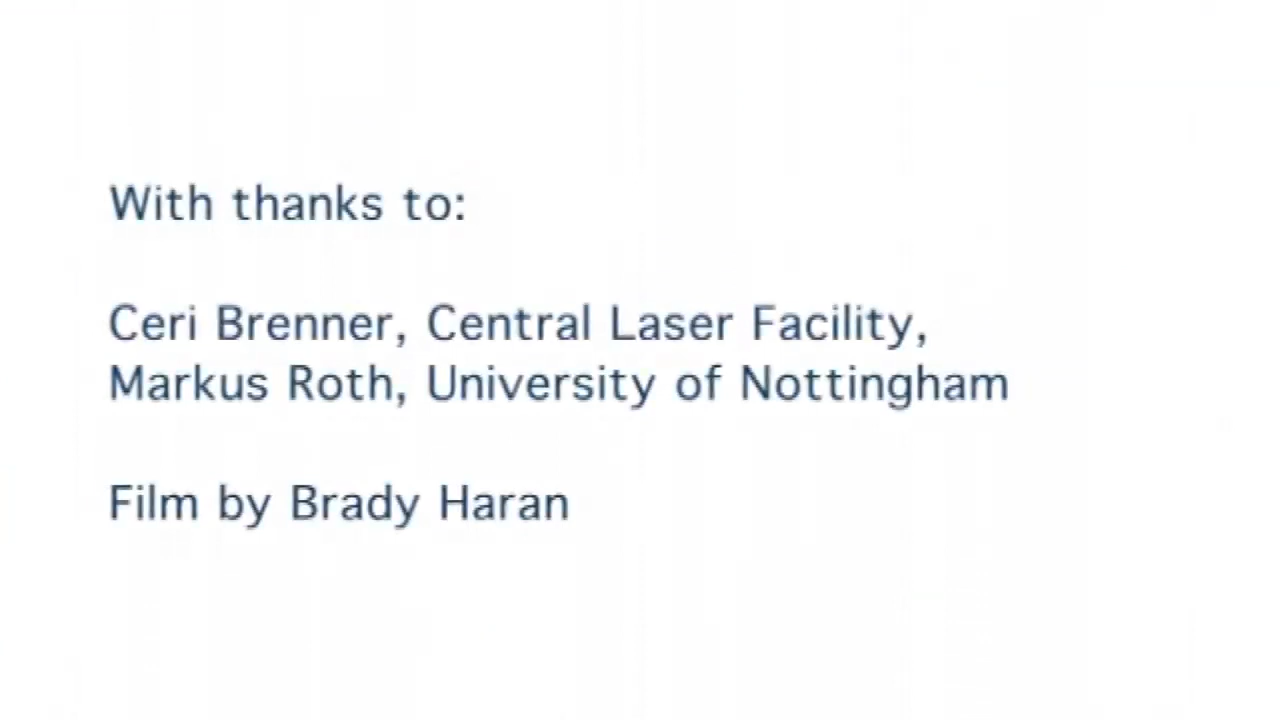 With thanks to:
Ceri Brenner, Central Laser Facility,
Markus Roth, University of Nottingham
Film by Brady Haran